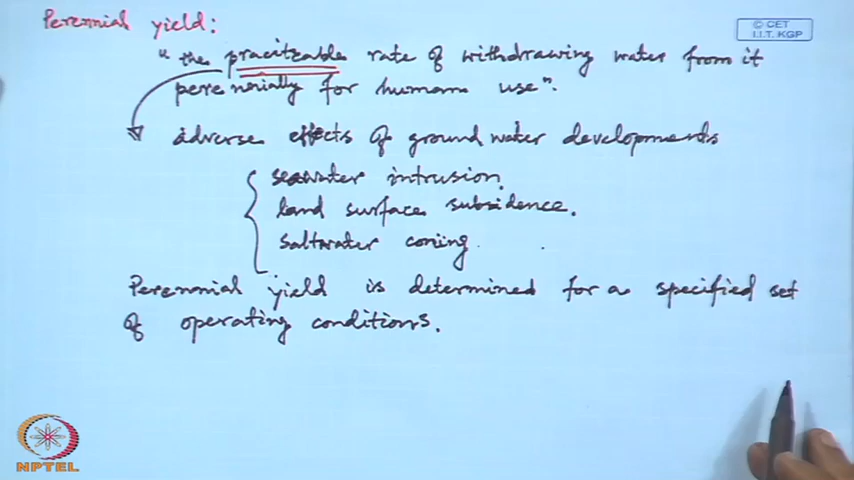 Perennial yield:
© CET
I.I.T. KGP
"the praciteable rate of withdrawing water from it
perennially for human use".
adverse effects of ground water developments
seawater intrusion.
land surface subsidence.
saltwater coning.
Perennial yield is determined for a specified set
of operating conditions.
NPTEL